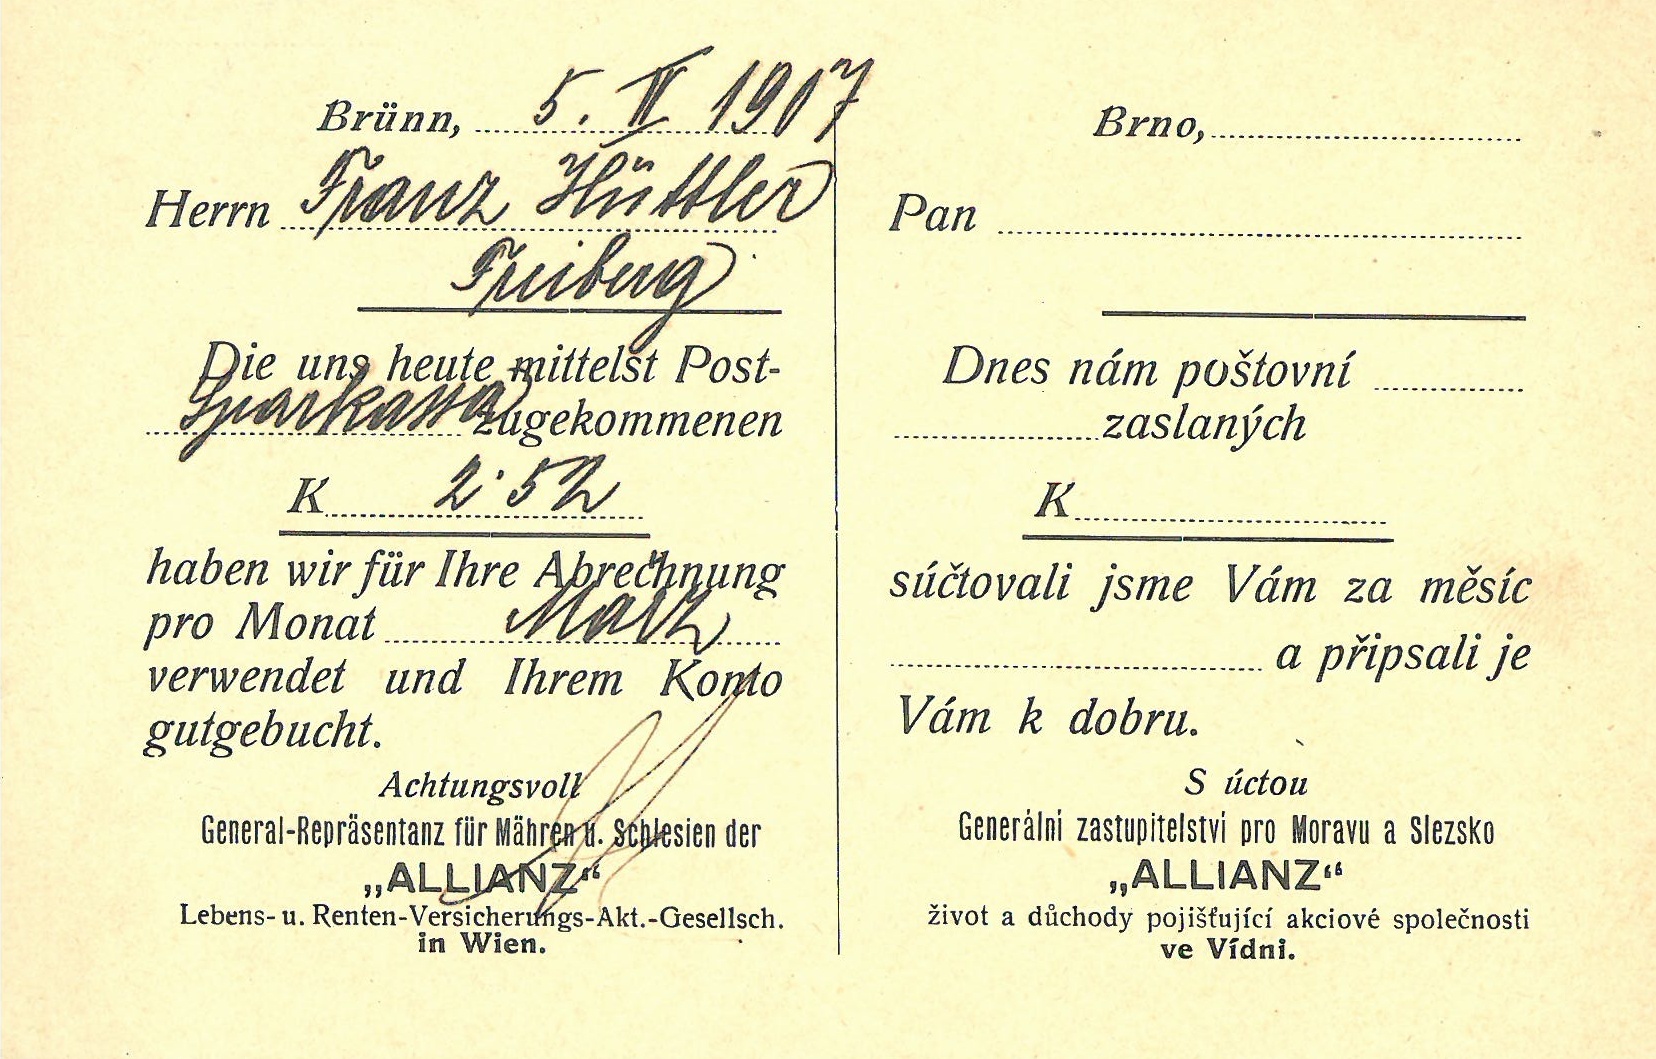 Brünn, 5. II 1907
Herrn Franz Hüttler
Freiberg
Die uns heute mittelst Post-
Sparkassa zugekommenen
K 2·52
haben wir für Ihre Abrechnung
pro Monat März
verwendet und Ihrem Konto
gutgebucht.
Achtungsvoll
General-Repräsentanz für Mähren u. Schlesien der
„ALLIANZ“
Lebens- u. Renten-Versicherungs-Akt.-Gesellsch.
in Wien.
Brno,
Pan
Dnes nám poštovní
zaslaných
K
súčtovali jsme Vám za měsíc
a připsali je
Vám k dobru.
S úctou
Generálni zastupitelstvi pro Moravu a Slezsko
„ALLIANZ“
život a důchody pojišťující akciové společnosti
ve Vídni.